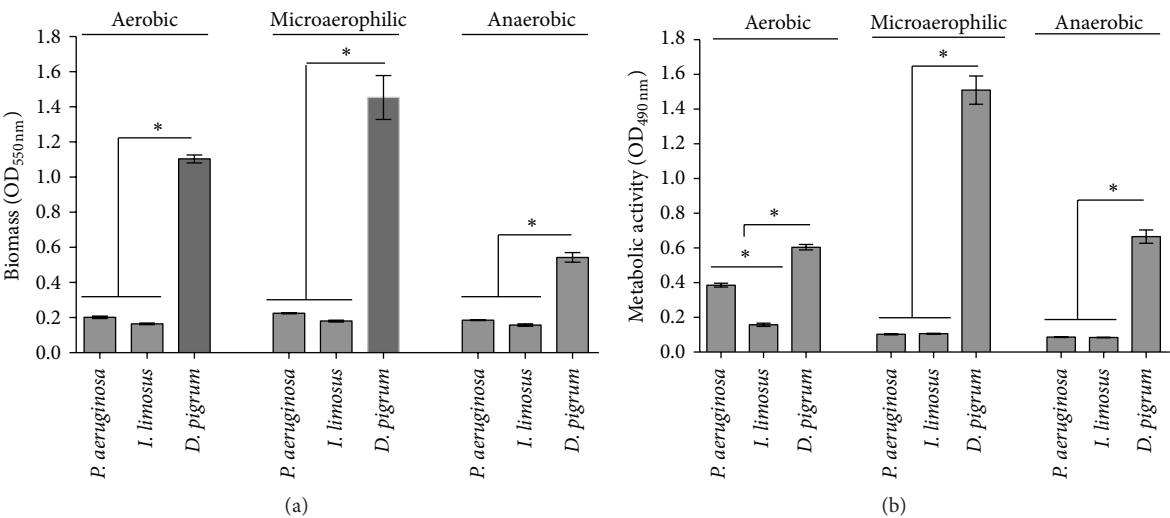 Aerobic Microaerophilic Anaerobic
Biomass (OD550 nm)
1.8
1.6
1.4
1.2
1.0
0.8
0.6
0.4
0.2
0.0
* * *
P. aeruginosa I. limosus D. pigrum P. aeruginosa I. limosus D. pigrum P. aeruginosa I. limosus D. pigrum
(a)
Aerobic Microaerophilic Anaerobic
Metabolic activity (OD490 nm)
1.8
1.6
1.4
1.2
1.0
0.8
0.6
0.4
0.2
0.0
* * * *
P. aeruginosa I. limosus D. pigrum P. aeruginosa I. limosus D. pigrum P. aeruginosa I. limosus D. pigrum
(b)